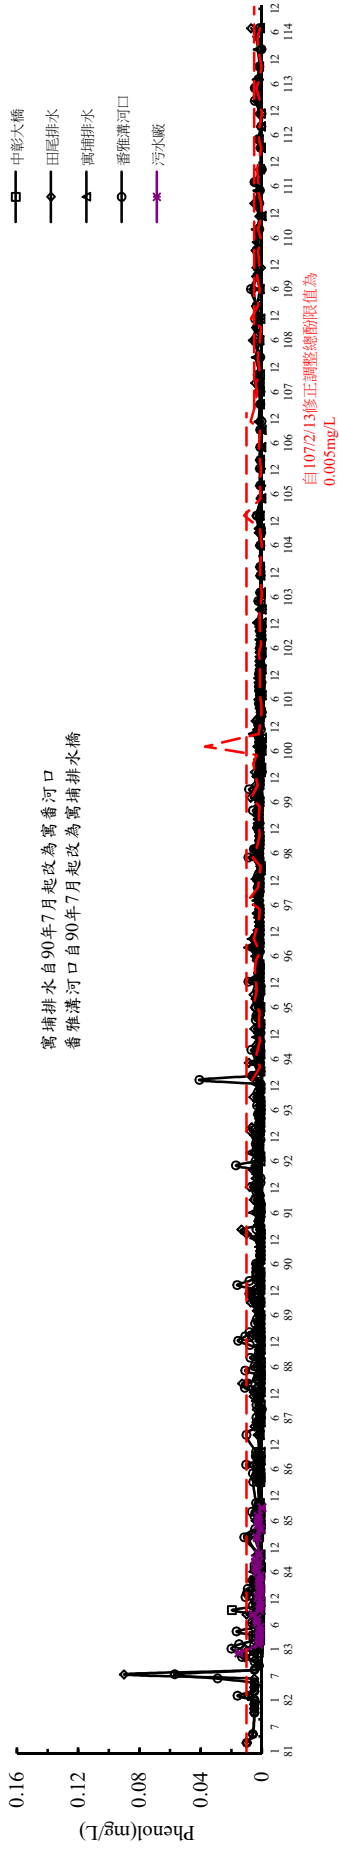 中彰大橋
田尾排水
寓埔排水
番雅溝河口
污水廠
寓埔排水自90年7月起改為寓番河口
番雅溝河口自90年7月起改為寓埔排水橋
Phenol(mg/L)
0.16
0.12
0.08
0.04
0
1 7 1 7 1 6 12 6 12 6 12 6 12 6 12 6 12 6 12 6 12 6 12 6 12 6 12 6 12 6 12 6 12 6 12 6 12 6 12 6 12 6 12 6 12 6 12 6 12 6 12 6 12 6 12 6 12 6 12 6 12 6 12 6 12 6 12 6 12
81 82 83 84 85 86 87 88 89 90 91 92 93 94 95 96 97 98 99 100 101 102 103 104 105 106 107 108 109 110 111 112 113 114
自107/2/13修正調整總酚限值為
0.005mg/L